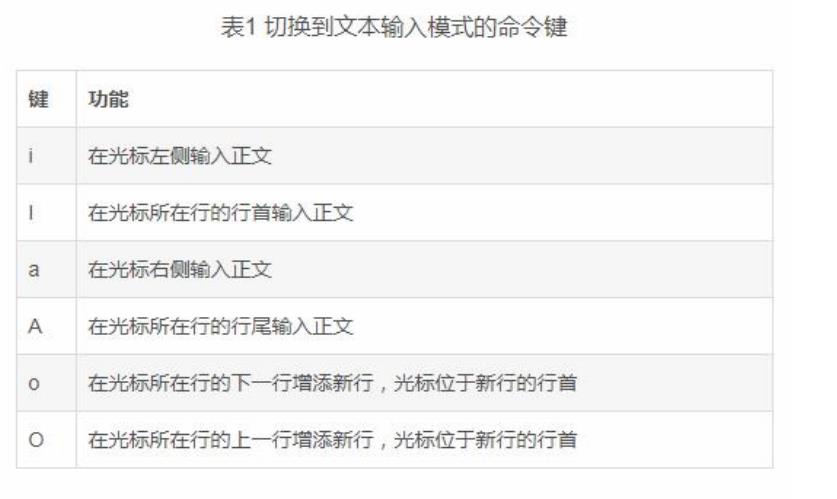 表1 切换到文本输入模式的命令键
键 功能
i 在光标左侧输入正文
I 在光标所在行的行首输入正文
a 在光标右侧输入正文
A 在光标所在行的行尾输入正文
o 在光标所在行的下一行增添新行，光标位于新行的行首
O 在光标所在行的上一行增添新行，光标位于新行的行首